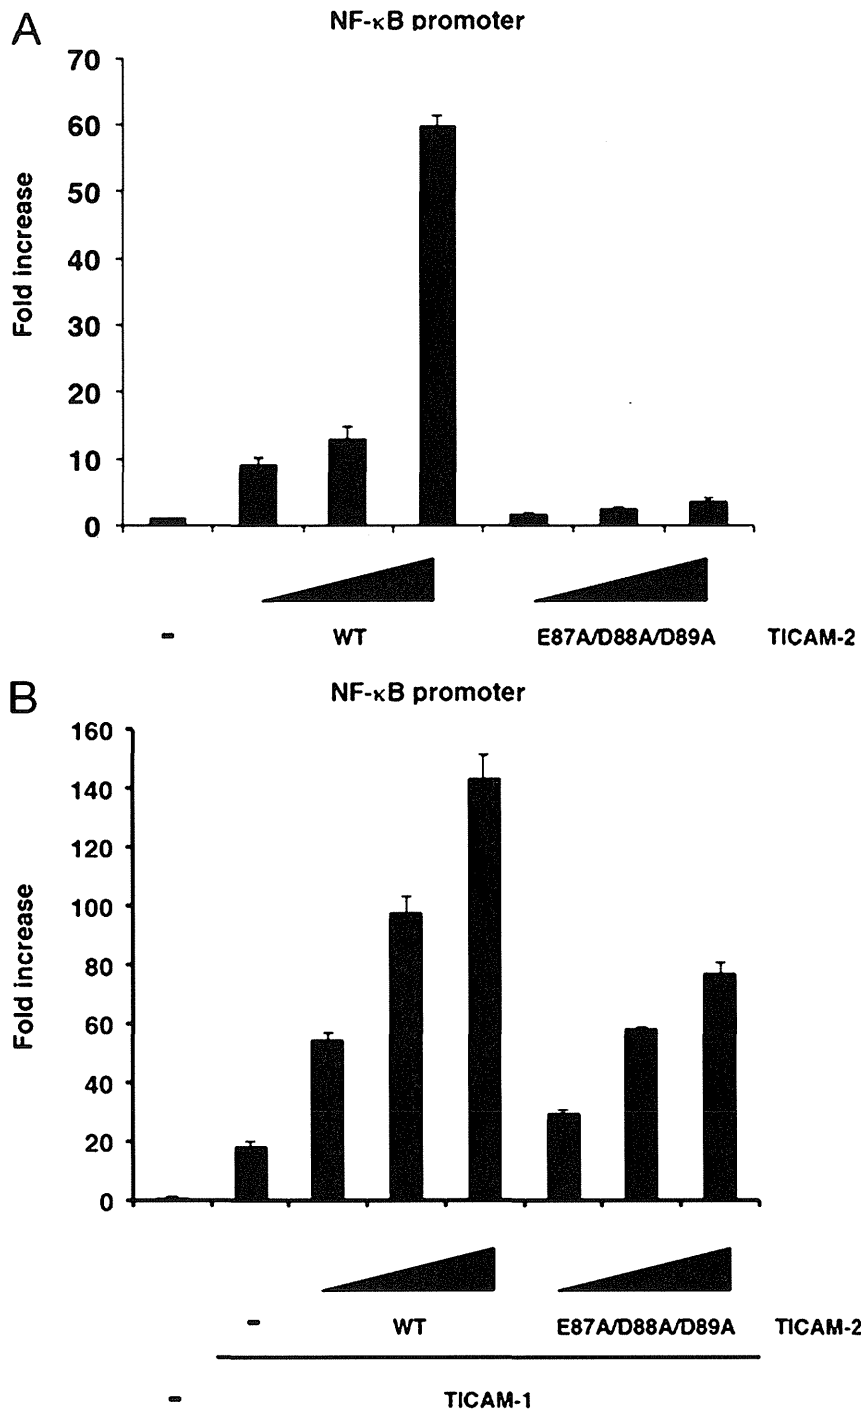 A
NF-κB promoter
70
60
50
40
30
20
10
0
Fold increase
- WT E87A/D88A/D89A TICAM-2
B
NF-κB promoter
160
140
120
100
80
60
40
20
0
Fold increase
- WT E87A/D88A/D89A TICAM-2
- TICAM-1